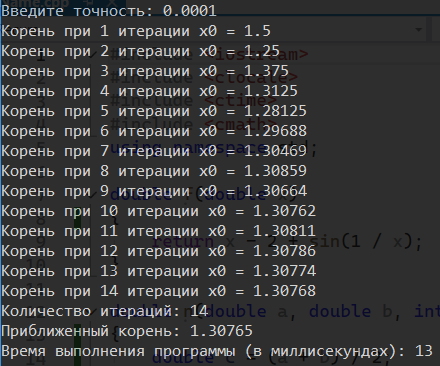 Введите точность: 0.0001
Корень при 1 итерации x0 = 1.5
Корень при 2 итерации x0 = 1.25
Корень при 3 итерации x0 = 1.375
Корень при 4 итерации x0 = 1.3125
Корень при 5 итерации x0 = 1.28125
Корень при 6 итерации x0 = 1.29688
Корень при 7 итерации x0 = 1.30469
Корень при 8 итерации x0 = 1.30859
Корень при 9 итерации x0 = 1.30664
Корень при 10 итерации x0 = 1.30762
Корень при 11 итерации x0 = 1.30811
Корень при 12 итерации x0 = 1.30786
Корень при 13 итерации x0 = 1.30774
Корень при 14 итерации x0 = 1.30768
Количество итераций: 14
Приближенный корень: 1.30765
Время выполнения программы (в миллисекундах): 13